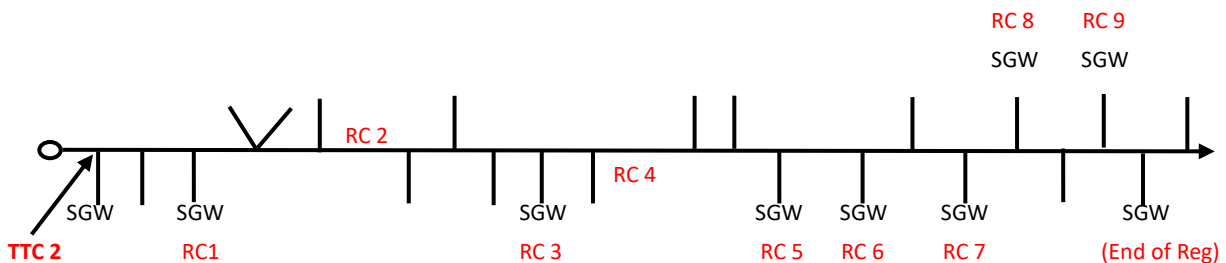 RC 8 RC 9
SGW SGW
RC 2
RC 4
SGW SGW SGW SGW SGW SGW SGW
TTC 2 RC1 RC 3 RC 5 RC 6 RC 7 (End of Reg)